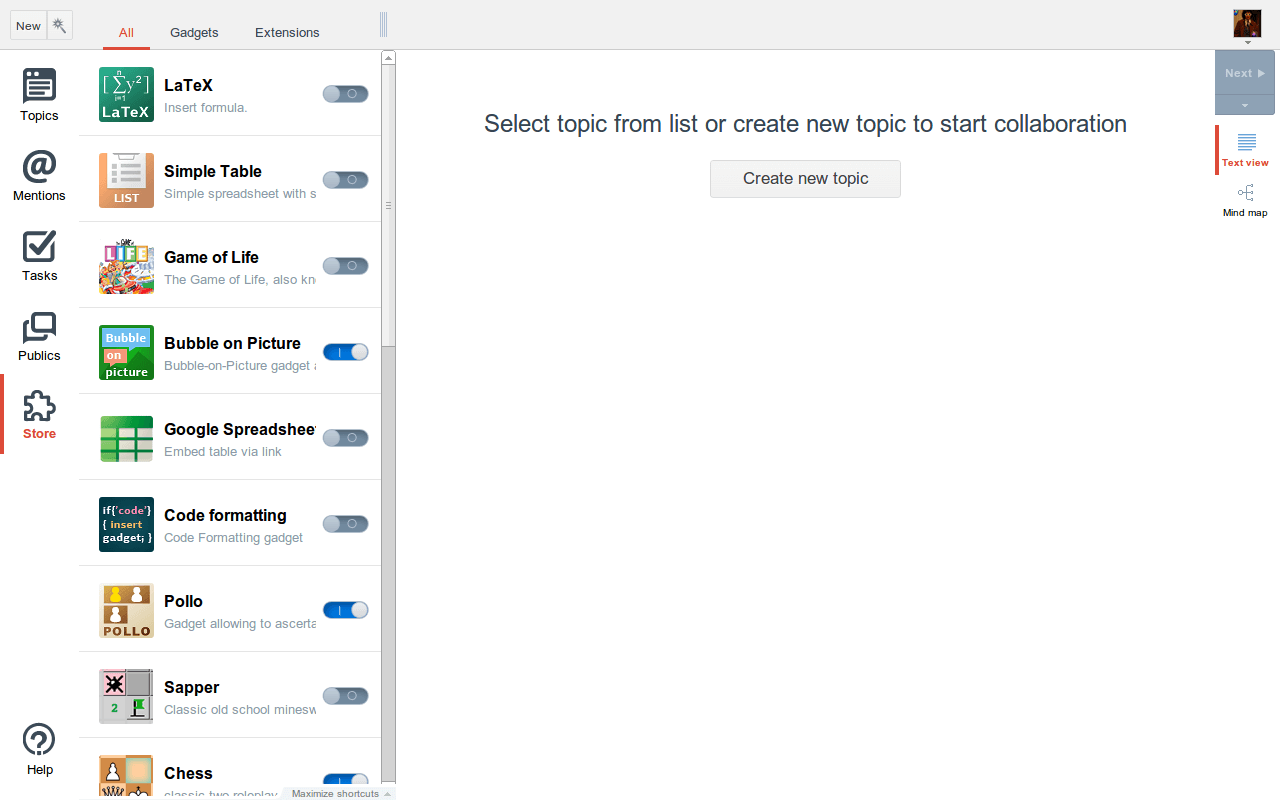 New
All
Gadgets
Extensions
Topics
Mentions
Tasks
Publics
Store
Help
[∑y²]
n
i=1
LaTeX
LaTeX
Insert formula.
LIST
Simple Table
Simple spreadsheet with s
LIFE
Game of Life
The Game of Life, also kn
Bubble
on
picture
Bubble on Picture
Bubble-on-Picture gadget a
Google Spreadsheet
Embed table via link
if{'code'}
{ insert
gadget; }
Code formatting
Code Formatting gadget
POLLO
Pollo
Gadget allowing to ascerta
2
Sapper
Classic old school minesw
Chess
classic two roleplay
Maximize shortcuts
Select topic from list or create new topic to start collaboration
Create new topic
Next
Text view
Mind map